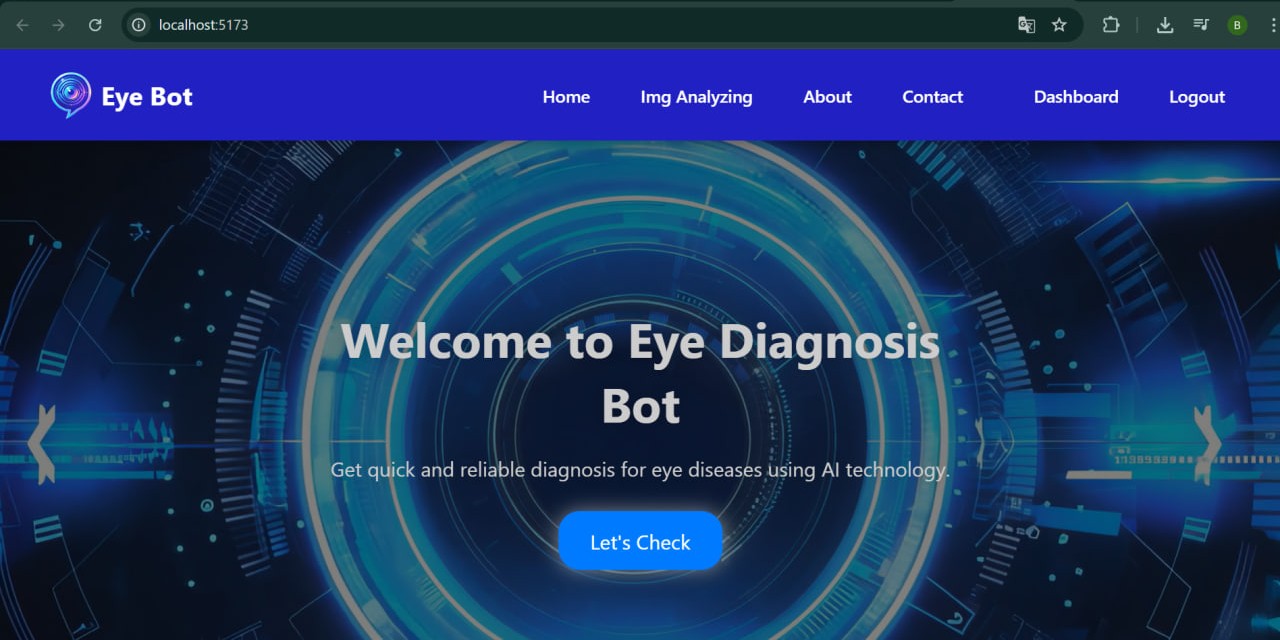 localhost:5173
B
Eye Bot
Home Img Analyzing About Contact Dashboard Logout
Welcome to Eye Diagnosis
Bot
Get quick and reliable diagnosis for eye diseases using AI technology.
Let's Check